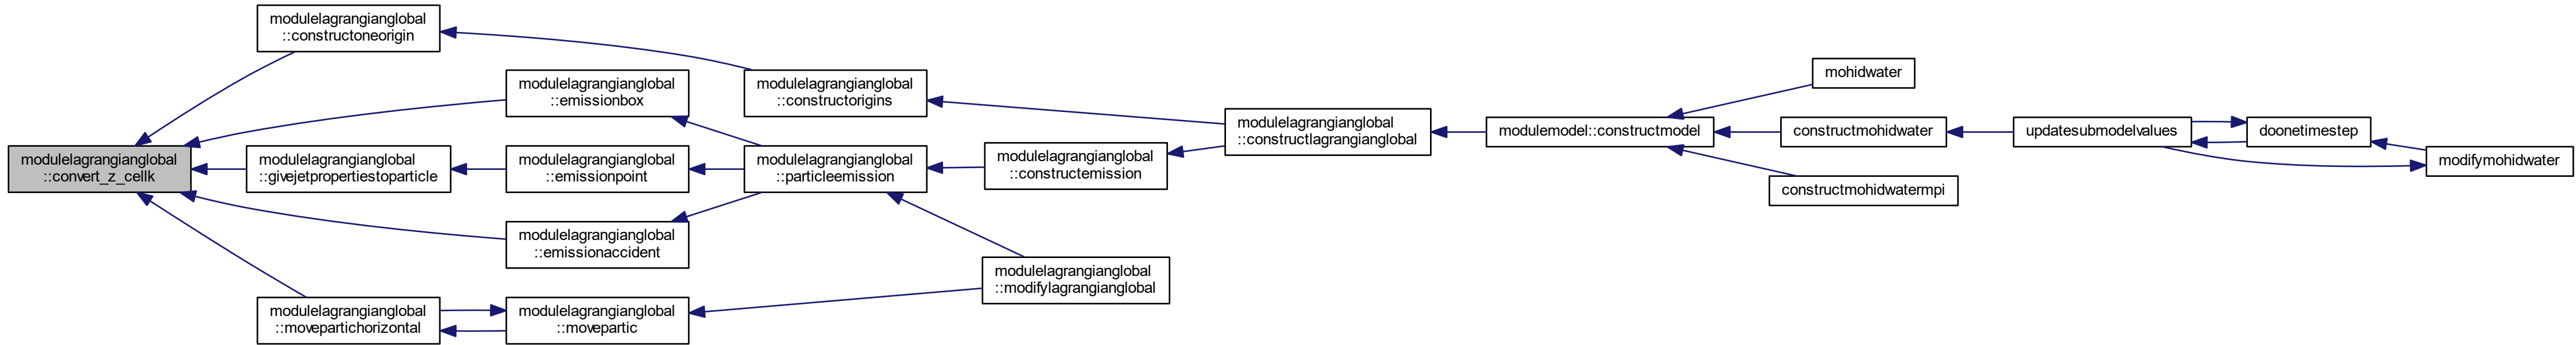 modulelagrangianglobal
::convert_z_cellk
modulelagrangianglobal
::constructoneorigin
modulelagrangianglobal
::emissionbox
modulelagrangianglobal
::givejetpropertiestoparticle
modulelagrangianglobal
::emissionpoint
modulelagrangianglobal
::emissionaccident
modulelagrangianglobal
::movepartichorizontal
modulelagrangianglobal
::movepartic
modulelagrangianglobal
::constructorigins
modulelagrangianglobal
::particleemission
modulelagrangianglobal
::constructemission
modulelagrangianglobal
::modifylagrangianglobal
modulelagrangianglobal
::constructlagrangianglobal
modulemodel::constructmodel
mohidwater
constructmohidwater
constructmohidwatermpi
updatesubmodelvalues
doonetimestep
modifymohidwater